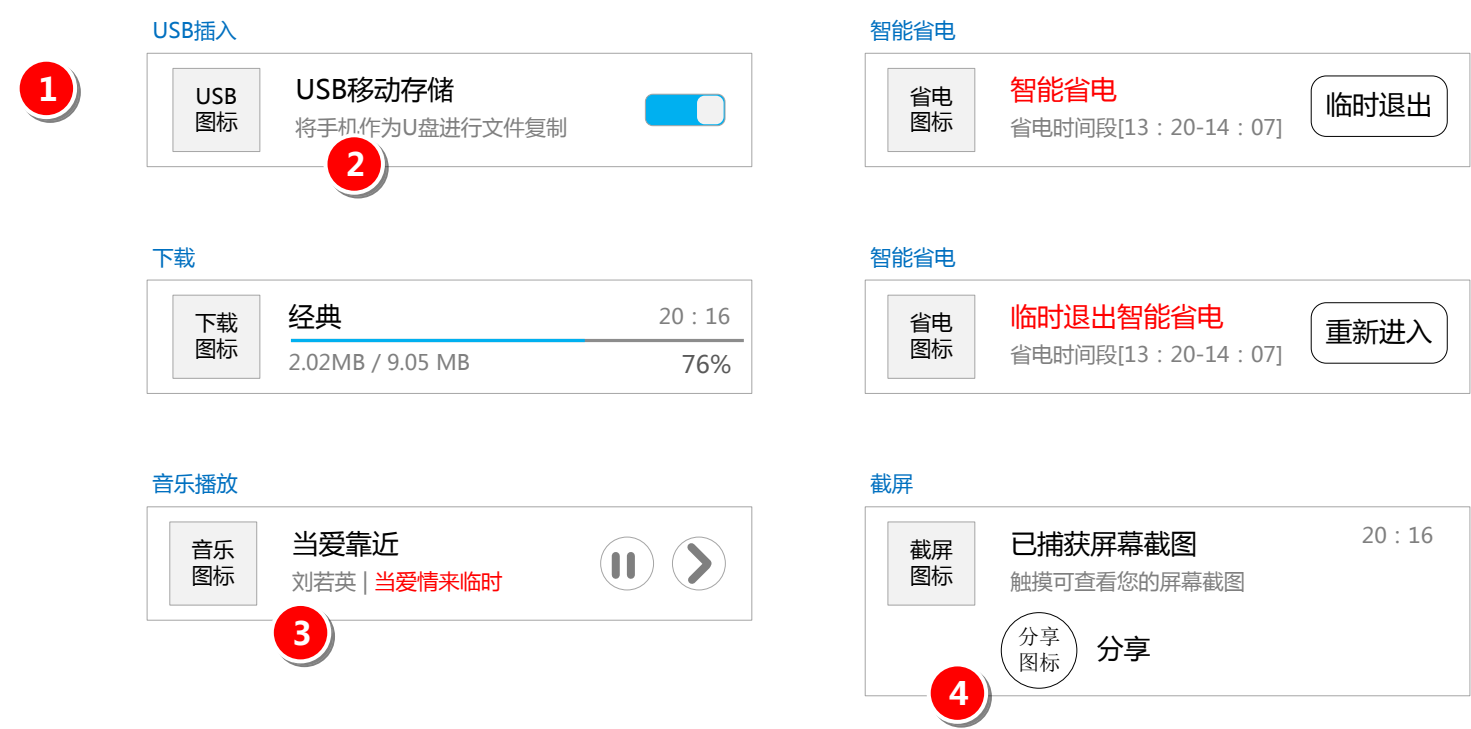 USB插入
1
USB
图标
USB移动存储
将手机作为U盘进行文件复制
2
智能省电
省电
图标
智能省电
省电时间段[13：20-14：07]
临时退出
下载
下载
图标
经典
20：16
2.02MB / 9.05 MB
76%
智能省电
省电
图标
临时退出智能省电
省电时间段[13：20-14：07]
重新进入
音乐播放
音乐
图标
当爱靠近
刘若英 | 当爱情来临时
3
截屏
截屏
图标
已捕获屏幕截图
20：16
触摸可查看您的屏幕截图
分享
图标
分享
4